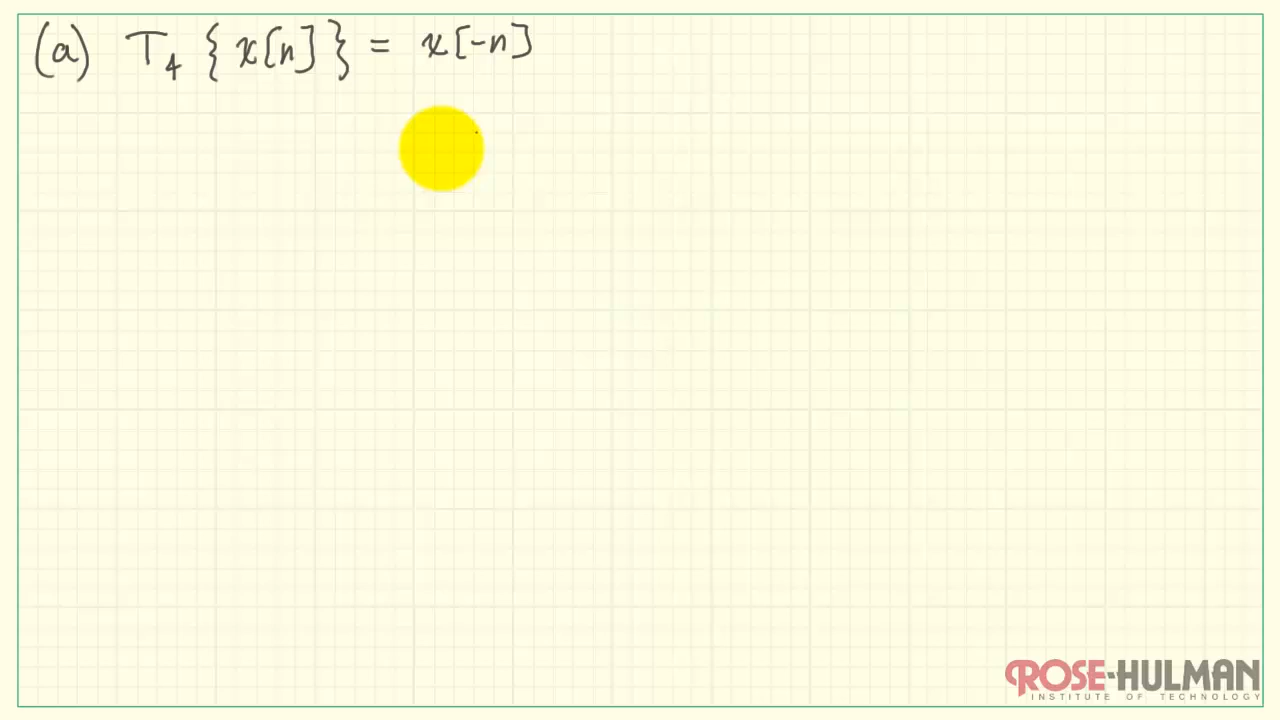 (a) T₄ { x[n] } = x[-n]
ROSE-HULMAN
INSTITUTE OF TECHNOLOGY